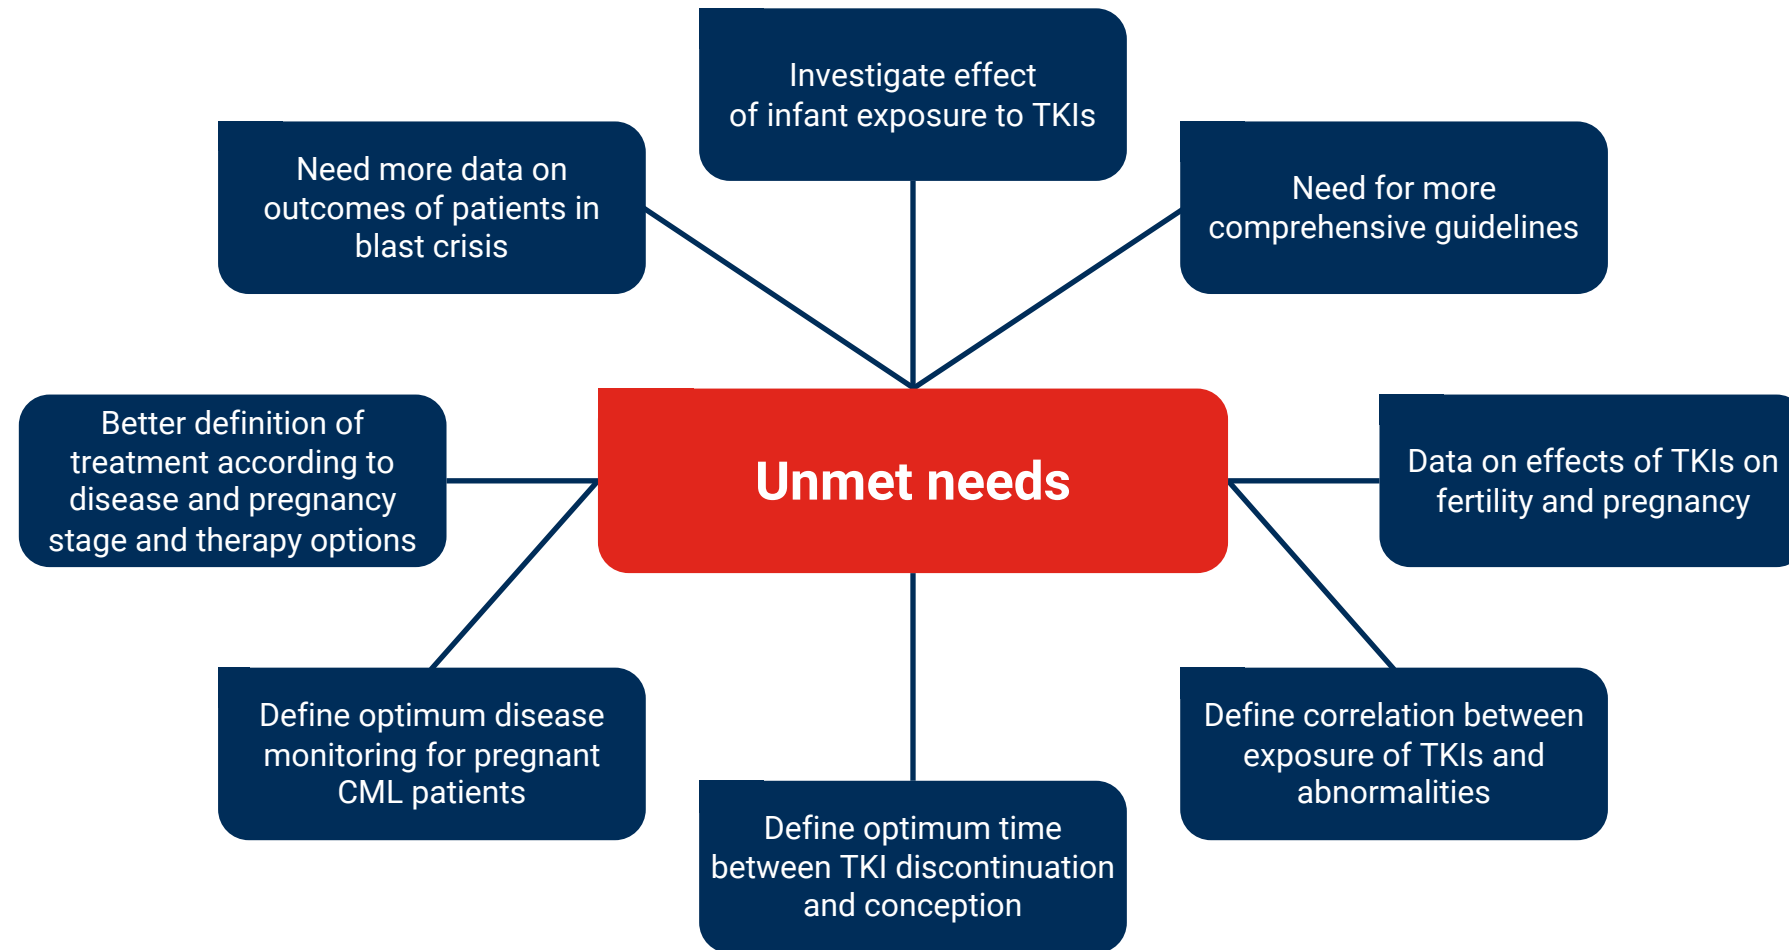 Investigate effect
of infant exposure to TKIs
Need more data on
outcomes of patients in
blast crisis
Need for more
comprehensive guidelines
Better definition of
treatment according to
disease and pregnancy
stage and therapy options
Unmet needs
Data on effects of TKIs on
fertility and pregnancy
Define optimum disease
monitoring for pregnant
CML patients
Define correlation between
exposure of TKIs and
abnormalities
Define optimum time
between TKI discontinuation
and conception